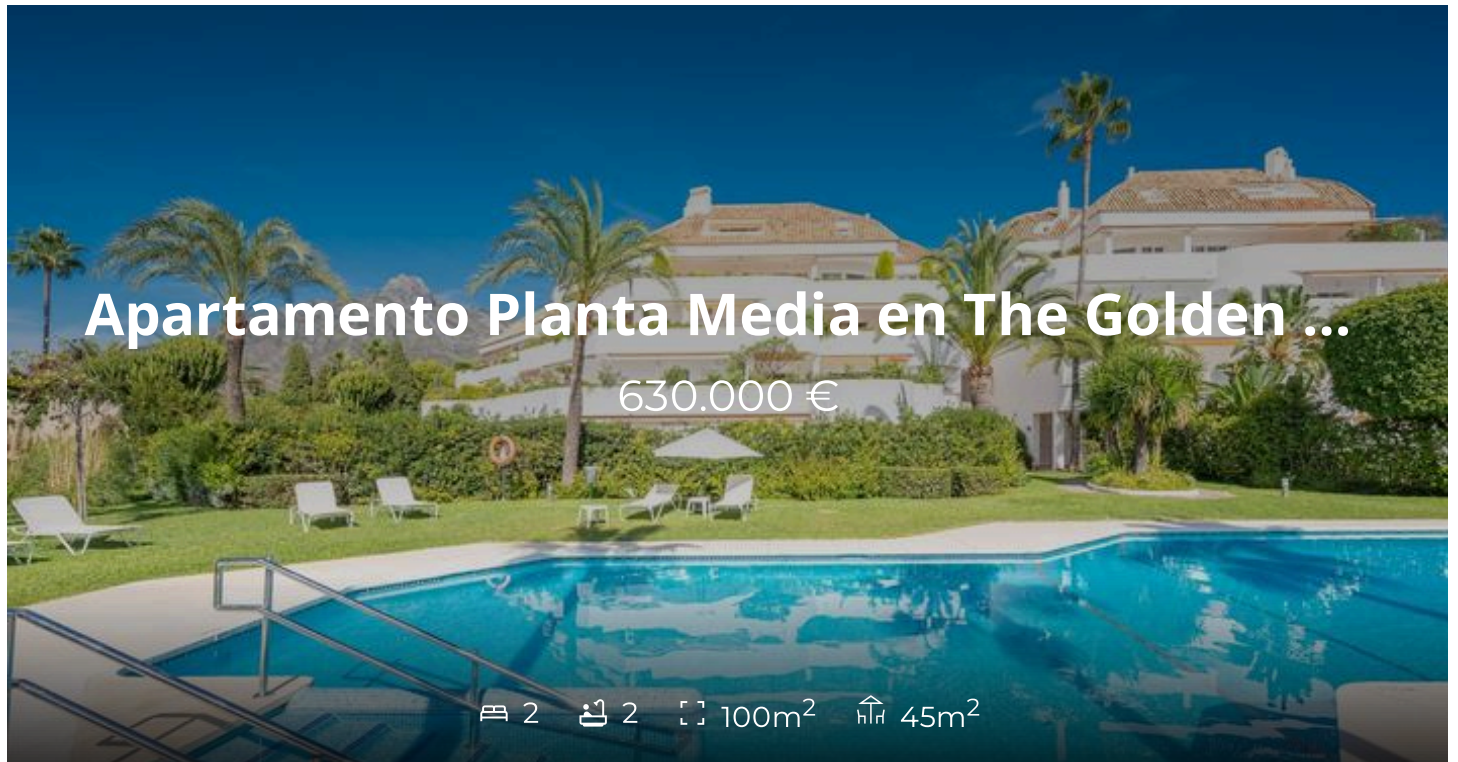 Apartamento Planta Media en The Golden ...
630.000 €
2 2 100m² 45m²